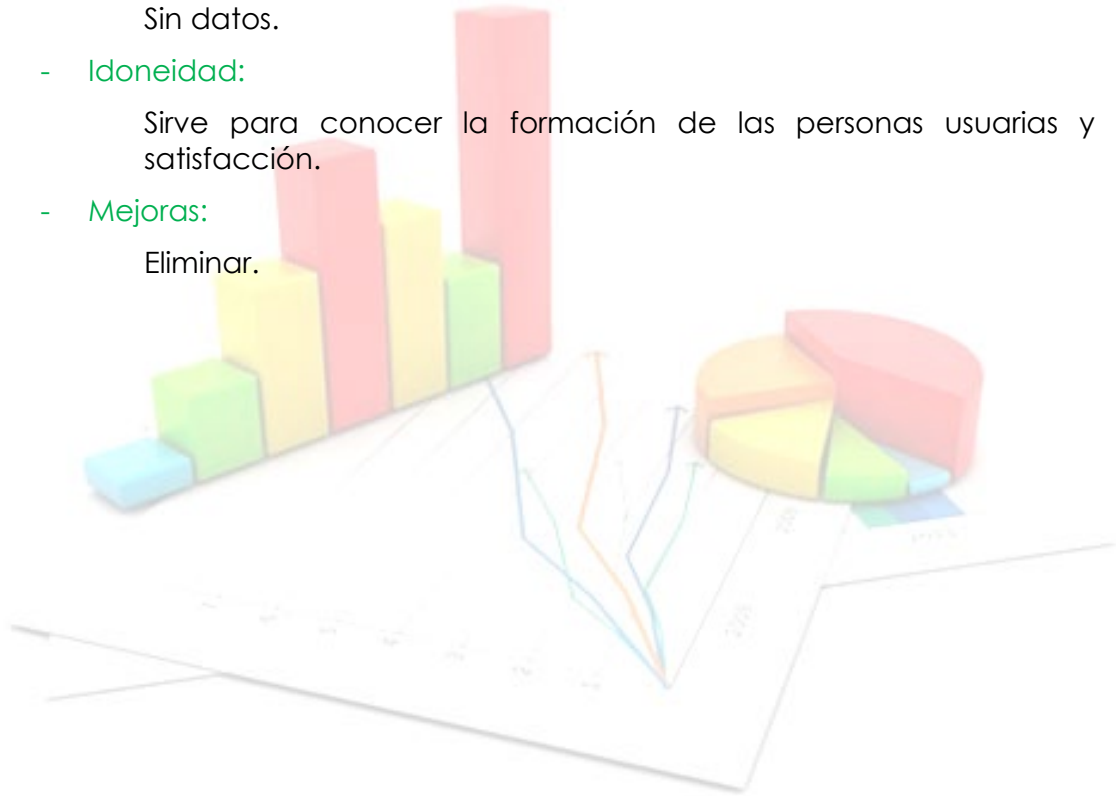 Sin datos.
- Idoneidad:
Sirve para conocer la formación de las personas usuarias y
satisfacción.
- Mejoras:
Eliminar.